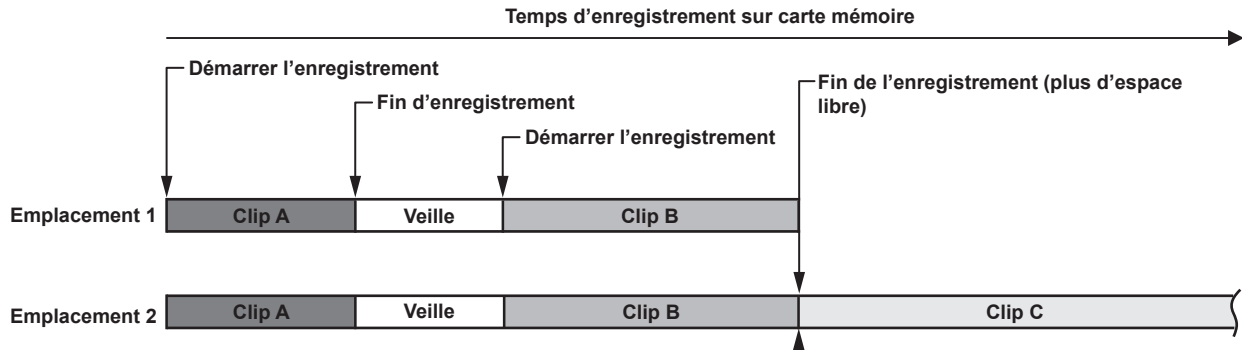 Temps d’enregistrement sur carte mémoire
Démarrer l’enregistrement
Fin d’enregistrement
Démarrer l’enregistrement
Fin de l’enregistrement (plus d’espace
libre)
Emplacement 1 Clip A Veille Clip B
Emplacement 2 Clip A Veille Clip B Clip C